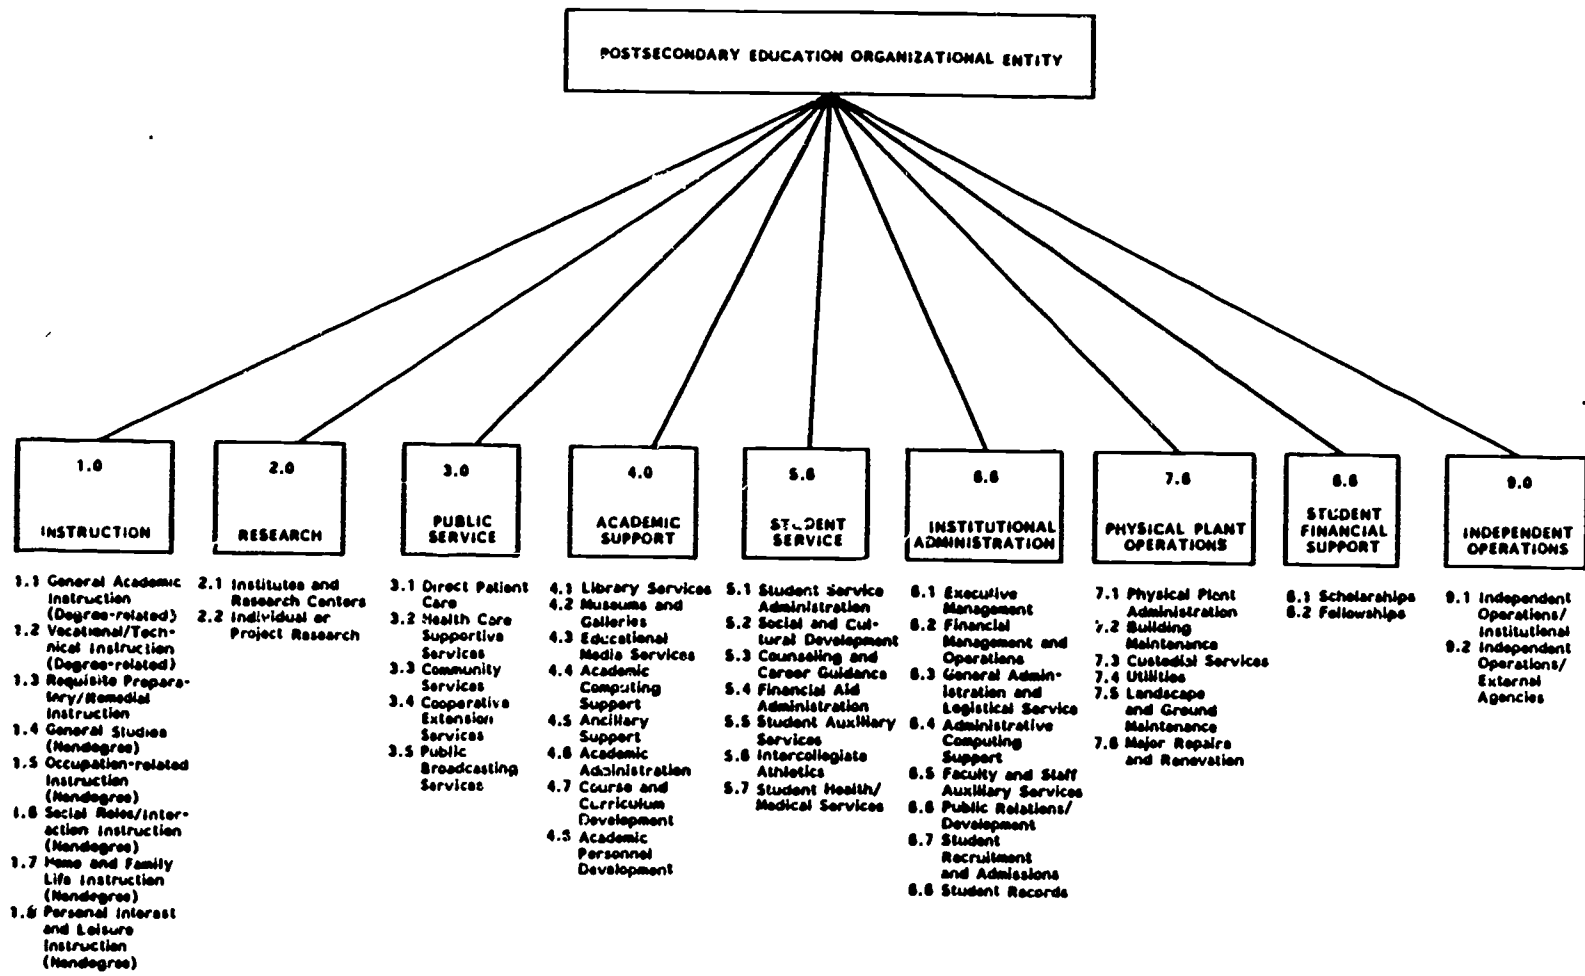 POSTSECONDARY EDUCATION ORGANIZATIONAL ENTITY
1.0
INSTRUCTION
1.1 General Academic
Instruction
(Degree-related)
1.2 Vocational/Tech-
nical Instruction
(Degree-related)
1.3 Requisite Prepara-
tory/Remedial
Instruction
1.4 General Studies
(Nondegree)
1.5 Occupation-related
Instruction
(Nondegree)
1.6 Social Roles/Inter-
action Instruction
(Nondegree)
1.7 Home and Family
Life Instruction
(Nondegree)
1.8 Personal Interest
and Leisure
Instruction
(Nondegree)
2.0
RESEARCH
2.1 Institutes and
Research Centers
2.2 Individual or
Project Research
3.0
PUBLIC
SERVICE
3.1 Direct Patient
Care
3.2 Health Care
Supportive
Services
3.3 Community
Services
3.4 Cooperative
Extension
Services
3.5 Public
Broadcasting
Services
4.0
ACADEMIC
SUPPORT
4.1 Library Services
4.2 Museums and
Galleries
4.3 Educational
Media Services
4.4 Academic
Computing
Support
4.5 Ancillary
Support
4.6 Academic
Administration
4.7 Course and
Curriculum
Development
4.8 Academic
Personnel
Development
5.0
STUDENT
SERVICE
5.1 Student Service
Administration
5.2 Social and Cul-
tural Development
5.3 Counseling and
Career Guidance
5.4 Financial Aid
Administration
5.5 Student Auxiliary
Services
5.6 Intercollegiate
Athletics
5.7 Student Health/
Medical Services
6.0
INSTITUTIONAL
ADMINISTRATION
6.1 Executive
Management
6.2 Financial
Management and
Operations
6.3 General Admin-
istration and
Logistical Service
6.4 Administrative
Computing
Support
6.5 Faculty and Staff
Auxiliary Services
6.6 Public Relations/
Development
6.7 Student
Recruitment
and Admissions
6.8 Student Records
7.0
PHYSICAL PLANT
OPERATIONS
7.1 Physical Plant
Administration
7.2 Building
Maintenance
7.3 Custodial Services
7.4 Utilities
7.5 Landscape
and Ground
Maintenance
7.6 Major Repairs
and Renovation
8.0
STUDENT
FINANCIAL
SUPPORT
8.1 Scholarships
8.2 Fellowships
9.0
INDEPENDENT
OPERATIONS
9.1 Independent
Operations/
Institutional
9.2 Independent
Operations/
External
Agencies